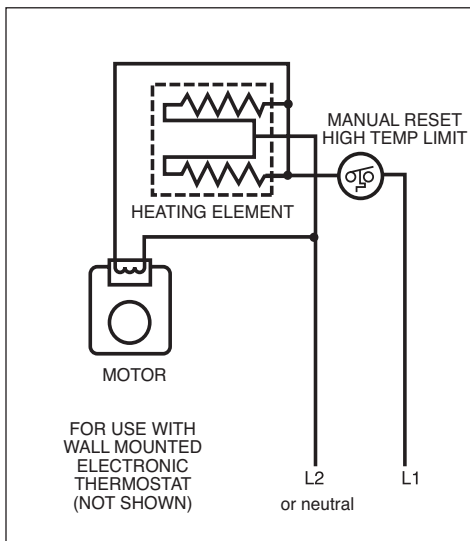 MANUAL RESET
HIGH TEMP LIMIT
HEATING ELEMENT
MOTOR
FOR USE WITH
WALL MOUNTED
ELECTRONIC
THERMOSTAT
(NOT SHOWN)
L2
or neutral
L1